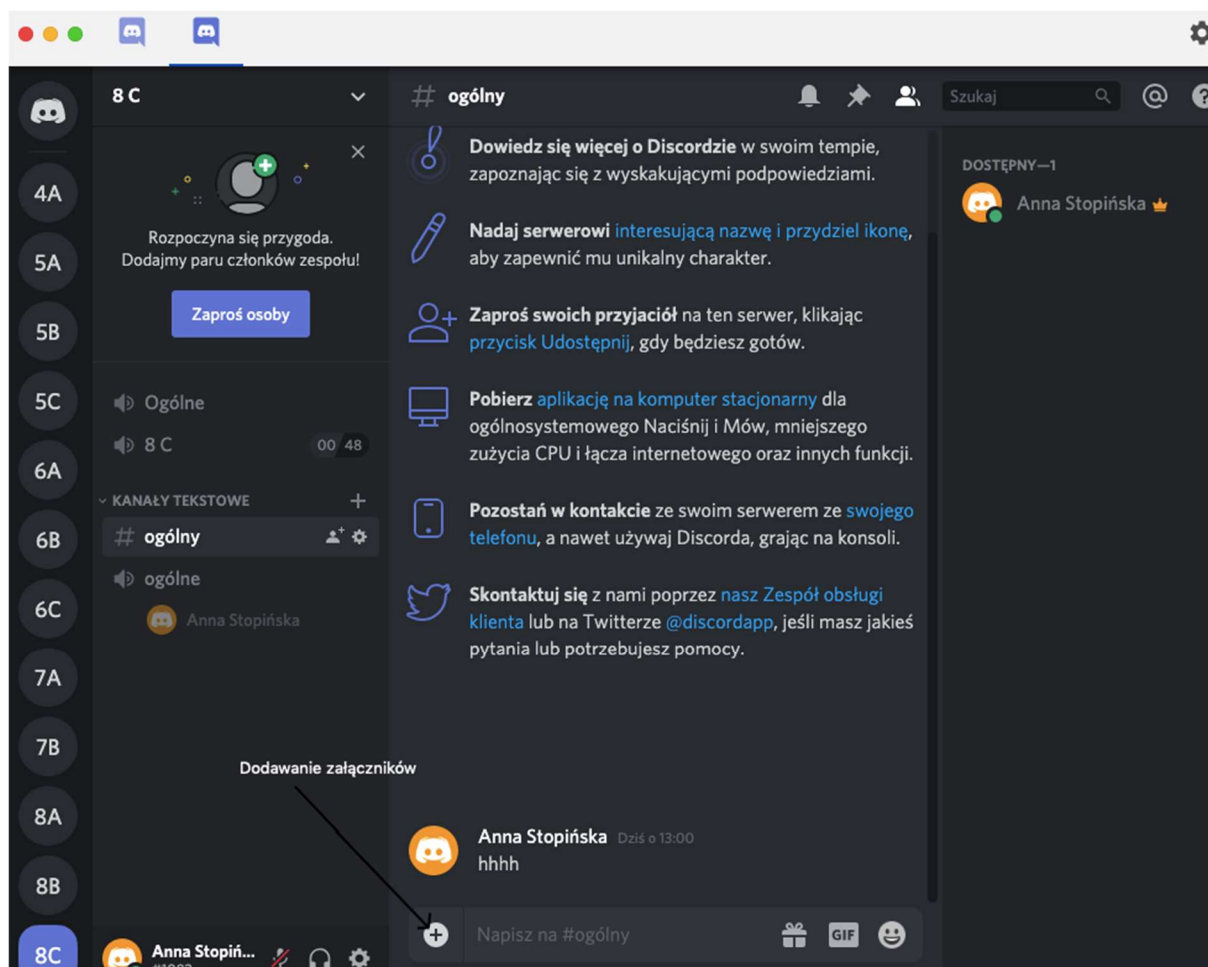 8 C
ogólny
Szukaj
4A
5A
5B
5C
6A
6B
6C
7A
7B
8A
8B
8C
Rozpoczyna się przygoda.
Dodajmy paru członków zespołu!
Zaproś osoby
Ogólne
8 C
00 48
KANAŁY TEKSTOWE
ogólny
ogólne
Anna Stopińska
Dodawanie załączników
Anna Stopiń...
Dowiedz się więcej o Discordzie w swoim tempie,
zapoznając się z wyskakującymi podpowiedziami.
Nadaj serwerowi interesującą nazwę i przydziel ikonę,
aby zapewnić mu unikalny charakter.
Zaproś swoich przyjaciół na ten serwer, klikając
przycisk Udostępnij, gdy będziesz gotów.
Pobierz aplikację na komputer stacjonarny dla
ogólnosystemowego Naciśnij i Mów, mniejszego
zużycia CPU i łącza internetowego oraz innych funkcji.
Pozostań w kontakcie ze swoim serwerem ze swojego
telefonu, a nawet używaj Discorda, grając na konsoli.
Skontaktuj się z nami poprzez nasz Zespół obsługi
klienta lub na Twitterze @discordapp, jeśli masz jakieś
pytania lub potrzebujesz pomocy.
Anna Stopińska Dziś o 13:00
hhhh
Napisz na #ogólny
GIF
DOSTĘPNY—1
Anna Stopińska